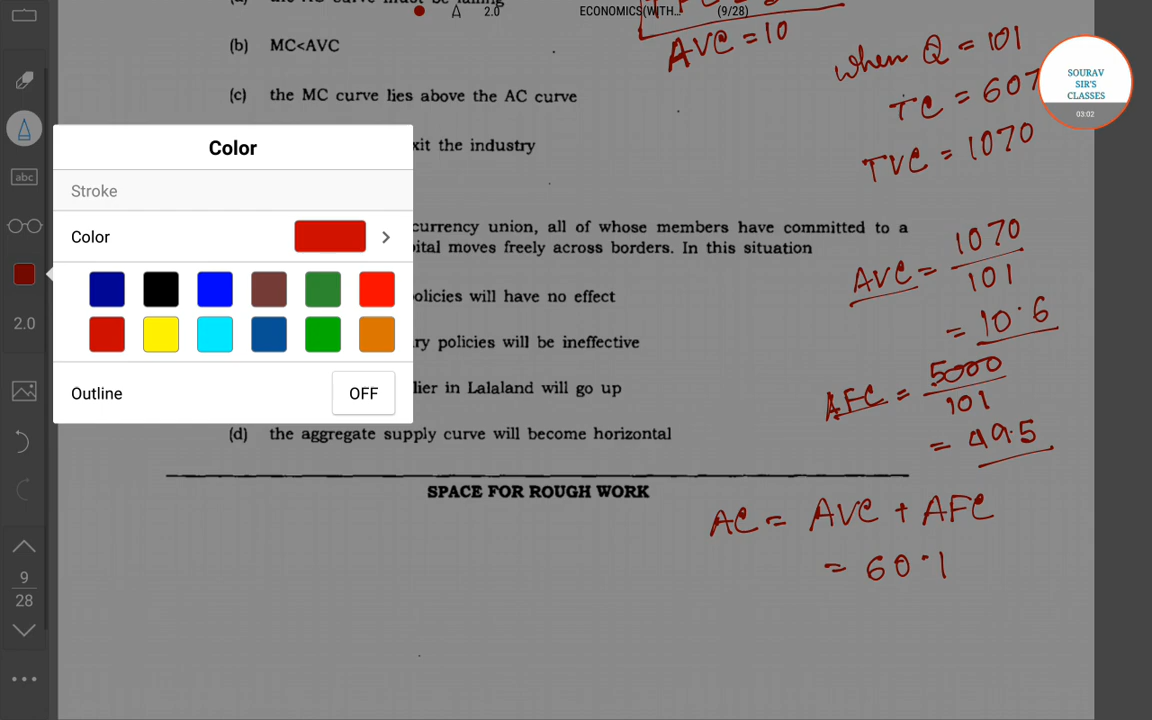 2.0
ECONOMICS(WITH...
(9/28)
AVC = 10
(b) MC<AVC
when Q = 101
(c) the MC curve lies above the AC curve
TC = 607
SOURAV
SIR'S
CLASSES
03:02
xit the industry
TVC = 1070
Color
Stroke
Color
Outline
OFF
abc
2.0
9
28
currency union, all of whose members have committed to a
pital moves freely across borders. In this situation
olicies will have no effect
ry policies will be ineffective
lier in Lalaland will go up
(d) the aggregate supply curve will become horizontal
SPACE FOR ROUGH WORK
AVC = 1070
101
= 10.6
AFC = 5000
101
= 49.5
AC = AVC + AFC
= 60.1